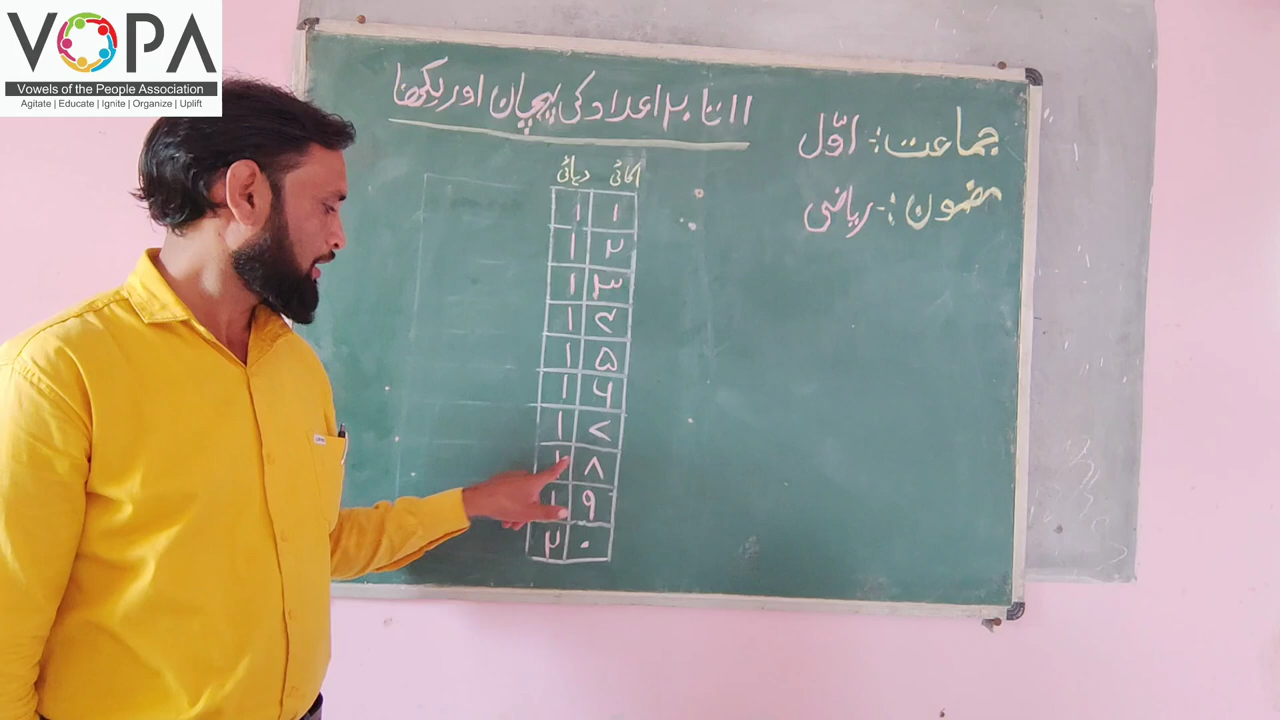 VOPA
Vowels of the People Association
Agitate | Educate | Ignite | Organize | Uplift
جماعت :- اوّل
مضمون :- ریاضی
۱۱ تا ۲۰ اعداد کی پہچان اور لکھنا
اکائی دہائی
۱ ۱
۲ ۱
۳ ۱
۴ ۱
۵ ۱
۶ ۱
۷ ۱
۸ ۱
۹ ۱
۰ ۲